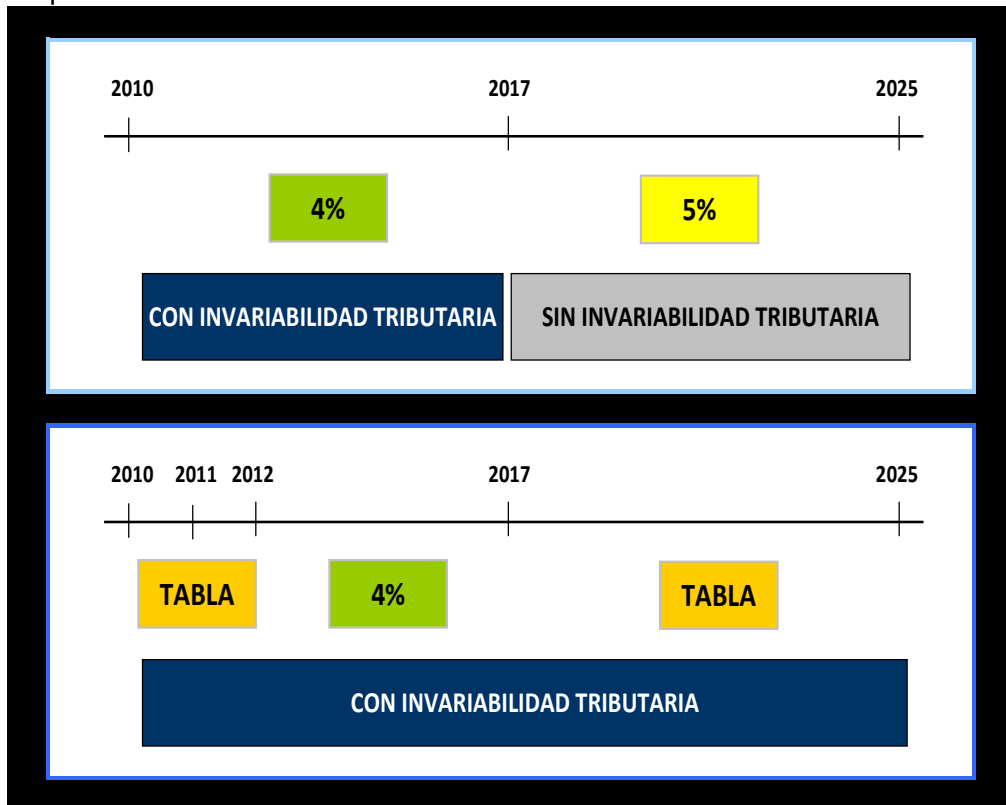 2010 2017 2025
4% 5%
CON INVARIABILIDAD TRIBUTARIA SIN INVARIABILIDAD TRIBUTARIA
2010 2011 2012 2017 2025
TABLA 4% TABLA
CON INVARIABILIDAD TRIBUTARIA